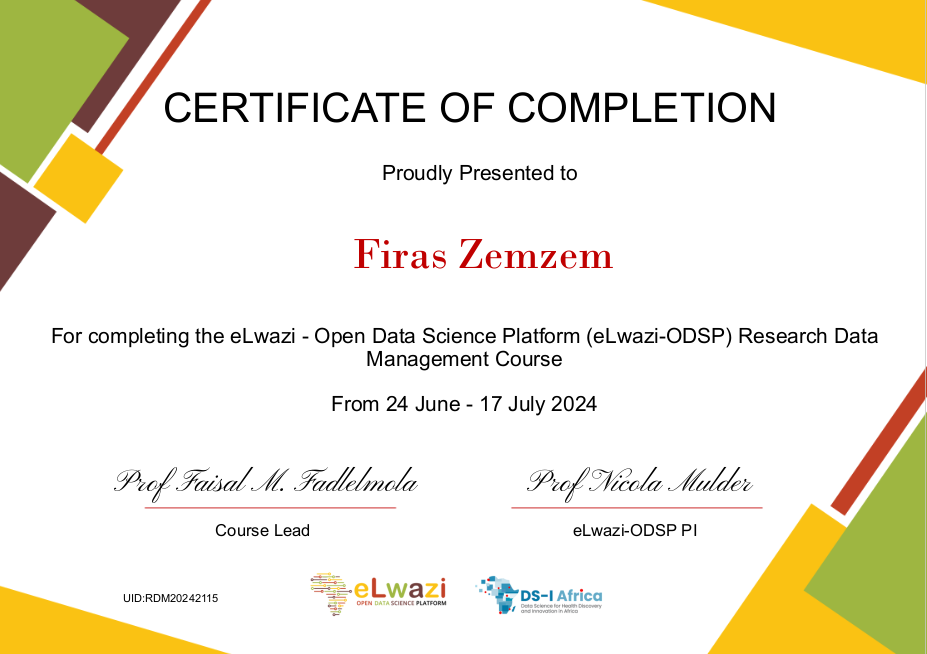 CERTIFICATE OF COMPLETION
Proudly Presented to
Firas Zemzem
For completing the eLwazi - Open Data Science Platform (eLwazi-ODSP) Research Data
Management Course
From 24 June - 17 July 2024
Prof Faisal M. Fadlelmola
Prof Nicola Mulder
Course Lead
eLwazi-ODSP PI
UID:RDM20242115
eLwazi
OPEN DATA SCIENCE PLATFORM
DS-I Africa
Data Science for Health Discovery
and Innovation in Africa